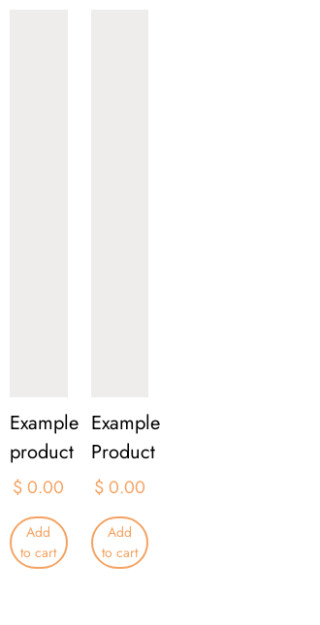 Example
product
$ 0.00
Add
to cart
Example
Product
$ 0.00
Add
to cart